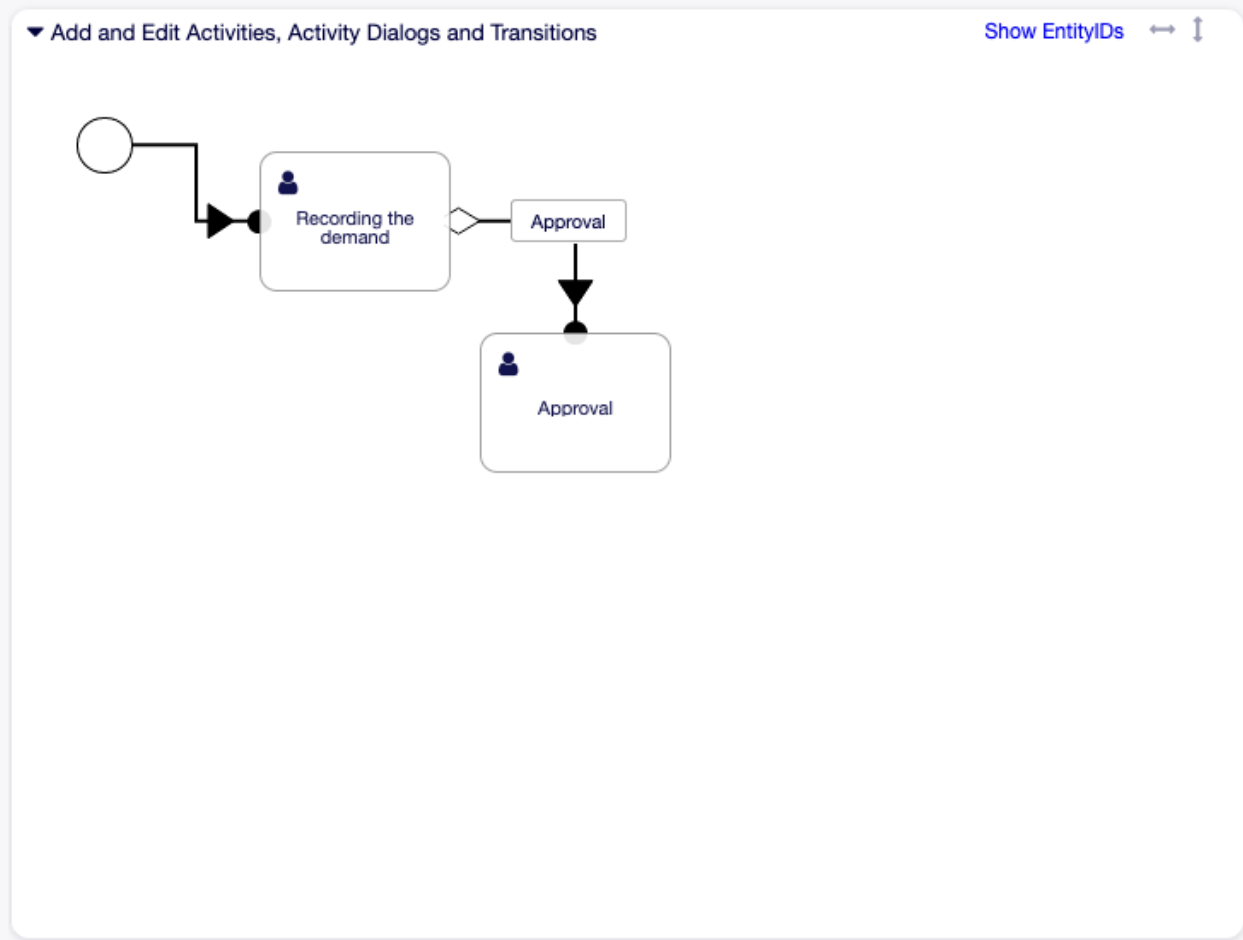 Add and Edit Activities, Activity Dialogs and Transitions
Show EntityIDs
Recording the
demand
Approval
Approval